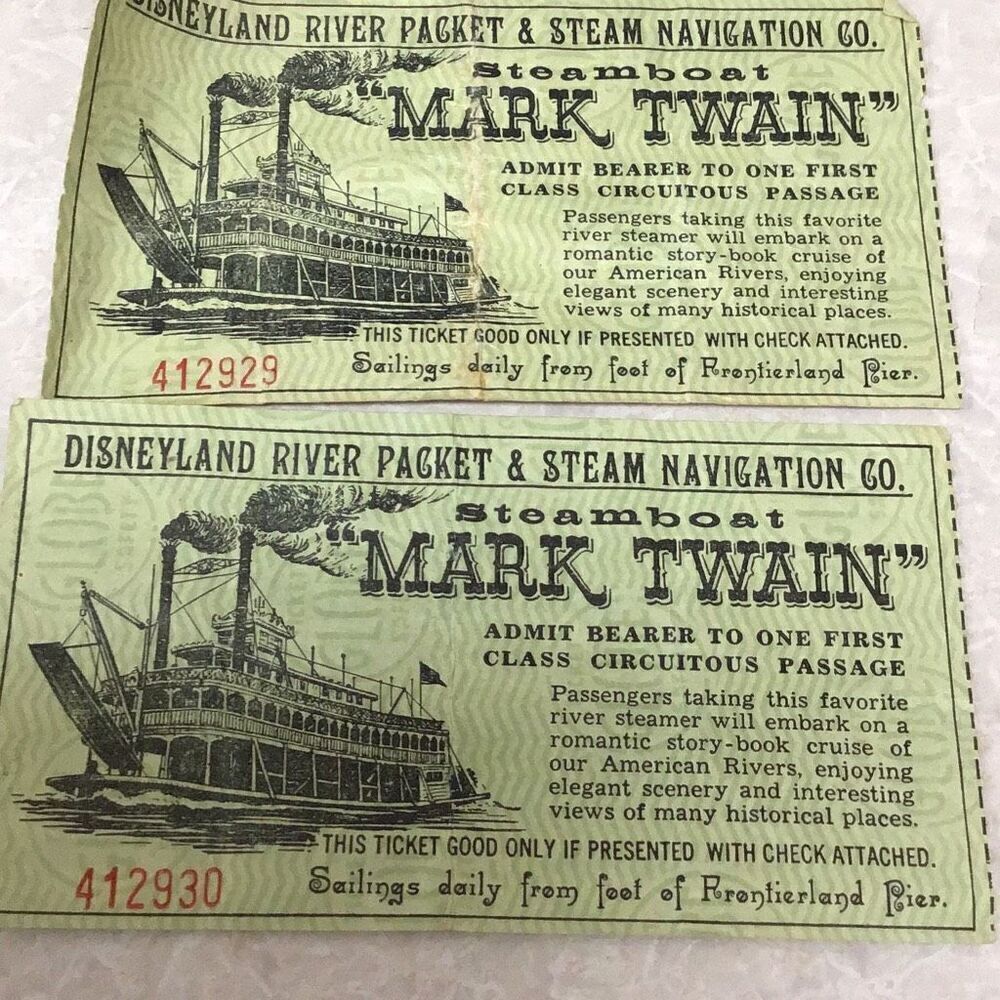 DISNEYLAND RIVER PACKET & STEAM NAVIGATION CO.
Steamboat
"MARK TWAIN"
ADMIT BEARER TO ONE FIRST
CLASS CIRCUITOUS PASSAGE
Passengers taking this favorite
river steamer will embark on a
romantic story-book cruise of
our American Rivers, enjoying
elegant scenery and interesting
views of many historical places.
THIS TICKET GOOD ONLY IF PRESENTED WITH CHECK ATTACHED.
412929
Sailings daily from foot of Frontierland Pier.
DISNEYLAND RIVER PACKET & STEAM NAVIGATION CO.
Steamboat
"MARK TWAIN"
ADMIT BEARER TO ONE FIRST
CLASS CIRCUITOUS PASSAGE
Passengers taking this favorite
river steamer will embark on a
romantic story-book cruise of
our American Rivers, enjoying
elegant scenery and interesting
views of many historical places.
THIS TICKET GOOD ONLY IF PRESENTED WITH CHECK ATTACHED.
412930
Sailings daily from foot of Frontierland Pier.